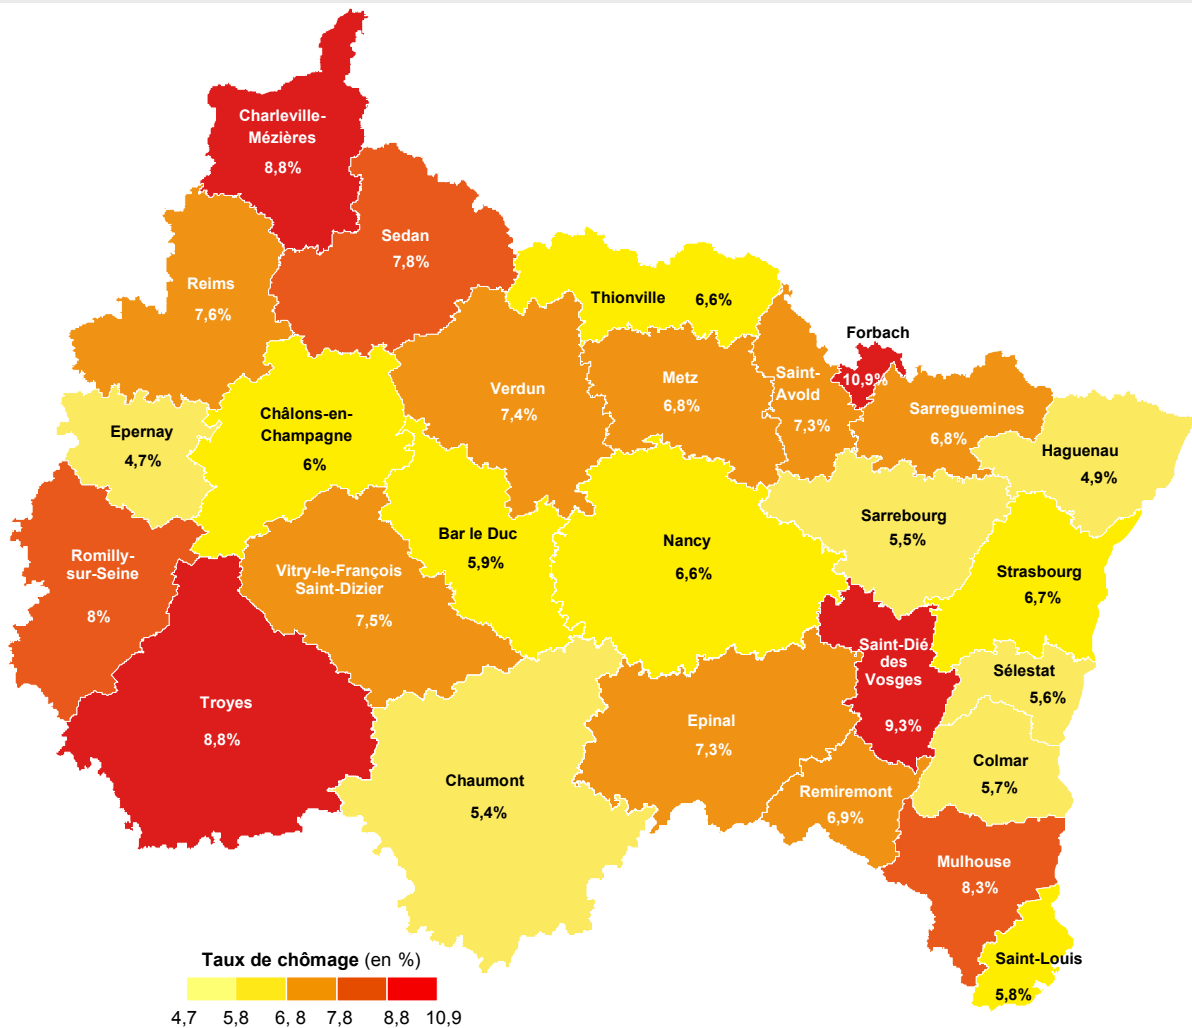 Charleville-
Mézières
8,8%
Sedan
7,8%
Reims
7,6%
Thionville 6,6%
Forbach
10,9%
Saint-
Avold
7,3%
Metz
6,8%
Verdun
7,4%
Sarreguemines
6,8%
Châlons-en-
Champagne
6%
Epernay
4,7%
Haguenau
4,9%
Sarrebourg
5,5%
Bar le Duc
5,9%
Nancy
6,6%
Romilly-
sur-Seine
8%
Vitry-le-François
Saint-Dizier
7,5%
Strasbourg
6,7%
Saint-Dié
des
Vosges
9,3%
Sélestat
5,6%
Troyes
8,8%
Epinal
7,3%
Colmar
5,7%
Chaumont
5,4%
Remiremont
6,9%
Mulhouse
8,3%
Saint-Louis
5,8%
Taux de chômage (en %)
4,7 5,8 6, 8 7,8 8,8 10,9